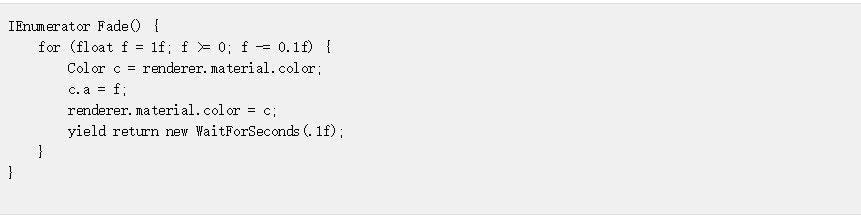 IEnumerator Fade() {
    for (float f = 1f; f >= 0; f -= 0.1f) {
        Color c = renderer.material.color;
        c.a = f;
        renderer.material.color = c;
        yield return new WaitForSeconds(.1f);
    }
}